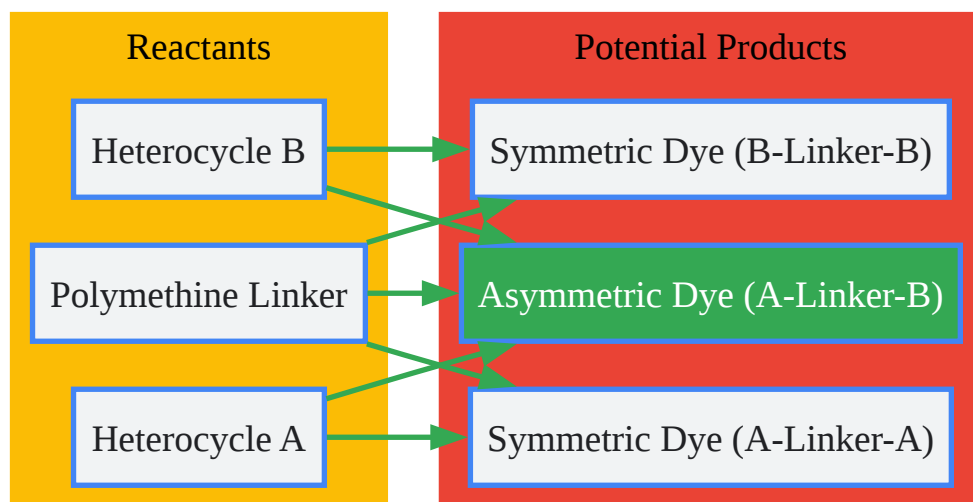 Reactants
Heterocycle B
Polymethine Linker
Heterocycle A
Potential Products
Symmetric Dye (B-Linker-B)
Asymmetric Dye (A-Linker-B)
Symmetric Dye (A-Linker-A)